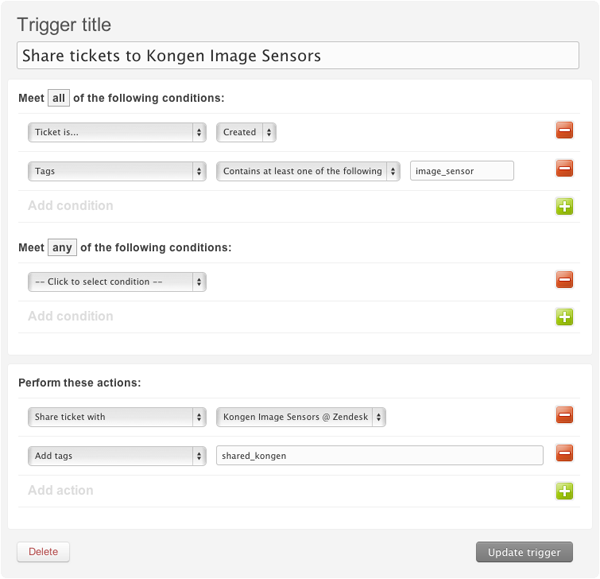 Trigger title
Share tickets to Kongen Image Sensors
Meet all of the following conditions:
Ticket is... Created
Tags Contains at least one of the following image_sensor
Add condition
Meet any of the following conditions:
-- Click to select condition --
Add condition
Perform these actions:
Share ticket with Kongen Image Sensors @ Zendesk
Add tags shared_kongen
Add action
Delete Update trigger